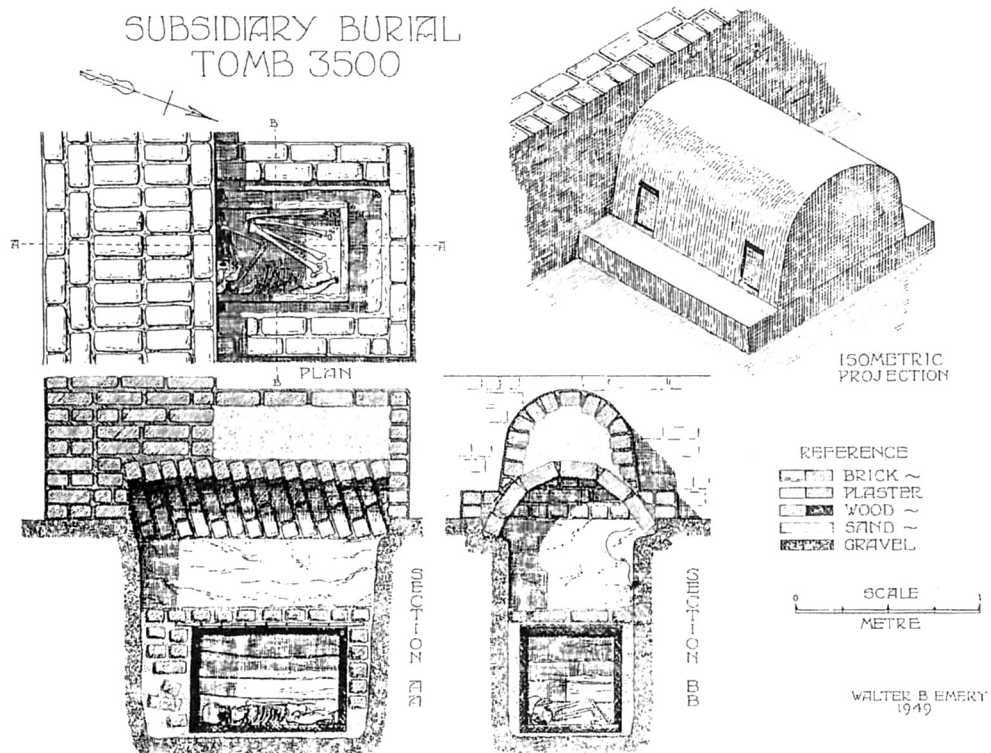 SUBSIDIARY BURIAL
TOMB 3500
B
A
A
PLAN
B
ISOMETRIC
PROJECTION
REFERENCE
BRICK ~
PLASTER
WOOD ~
SAND ~
GRAVEL
SECTION AA
SECTION BB
SCALE
0 1
METRE
WALTER B EMERY
1949